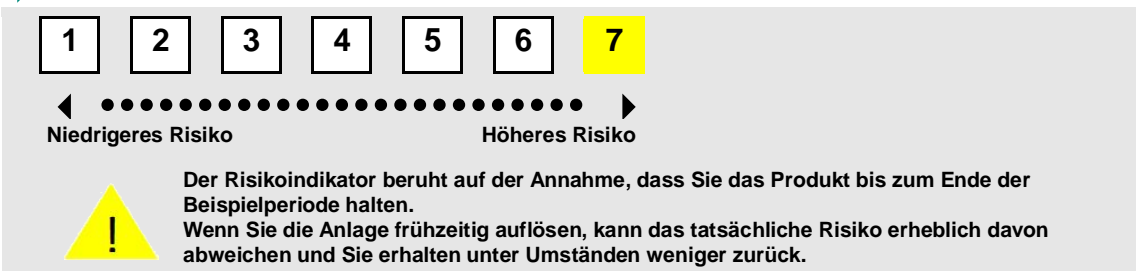 1 2 3 4 5 6 7
Niedrigeres Risiko Höheres Risiko
Der Risikoindikator beruht auf der Annahme, dass Sie das Produkt bis zum Ende der
Beispielperiode halten.
! Wenn Sie die Anlage frühzeitig auflösen, kann das tatsächliche Risiko erheblich davon
abweichen und Sie erhalten unter Umständen weniger zurück.